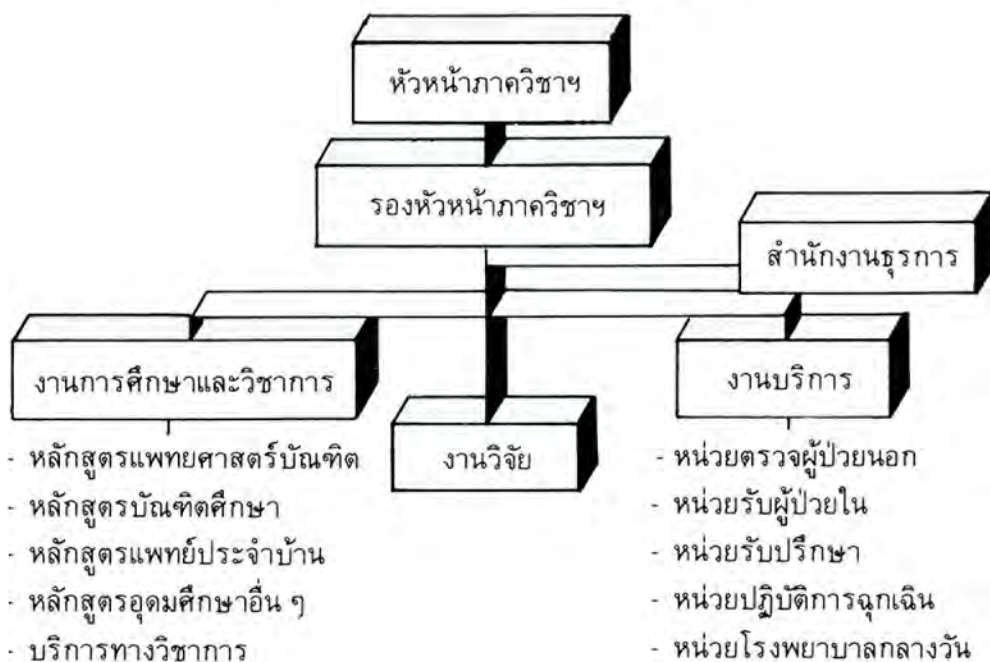 หัวหน้าภาควิชาฯ
รองหัวหน้าภาควิชาฯ
สำนักงานธุรการ
งานการศึกษาและวิชาการ
งานบริการ
งานวิจัย
- หลักสูตรแพทยศาสตร์บัณฑิต
- หลักสูตรบัณฑิตศึกษา
- หลักสูตรแพทย์ประจำบ้าน
- หลักสูตรอุดมศึกษาอื่น ๆ
- บริการทางวิชาการ
- หน่วยตรวจผู้ป่วยนอก
- หน่วยรับผู้ป่วยใน
- หน่วยรับปรึกษา
- หน่วยปฏิบัติการฉุกเฉิน
- หน่วยโรงพยาบาลกลางวัน